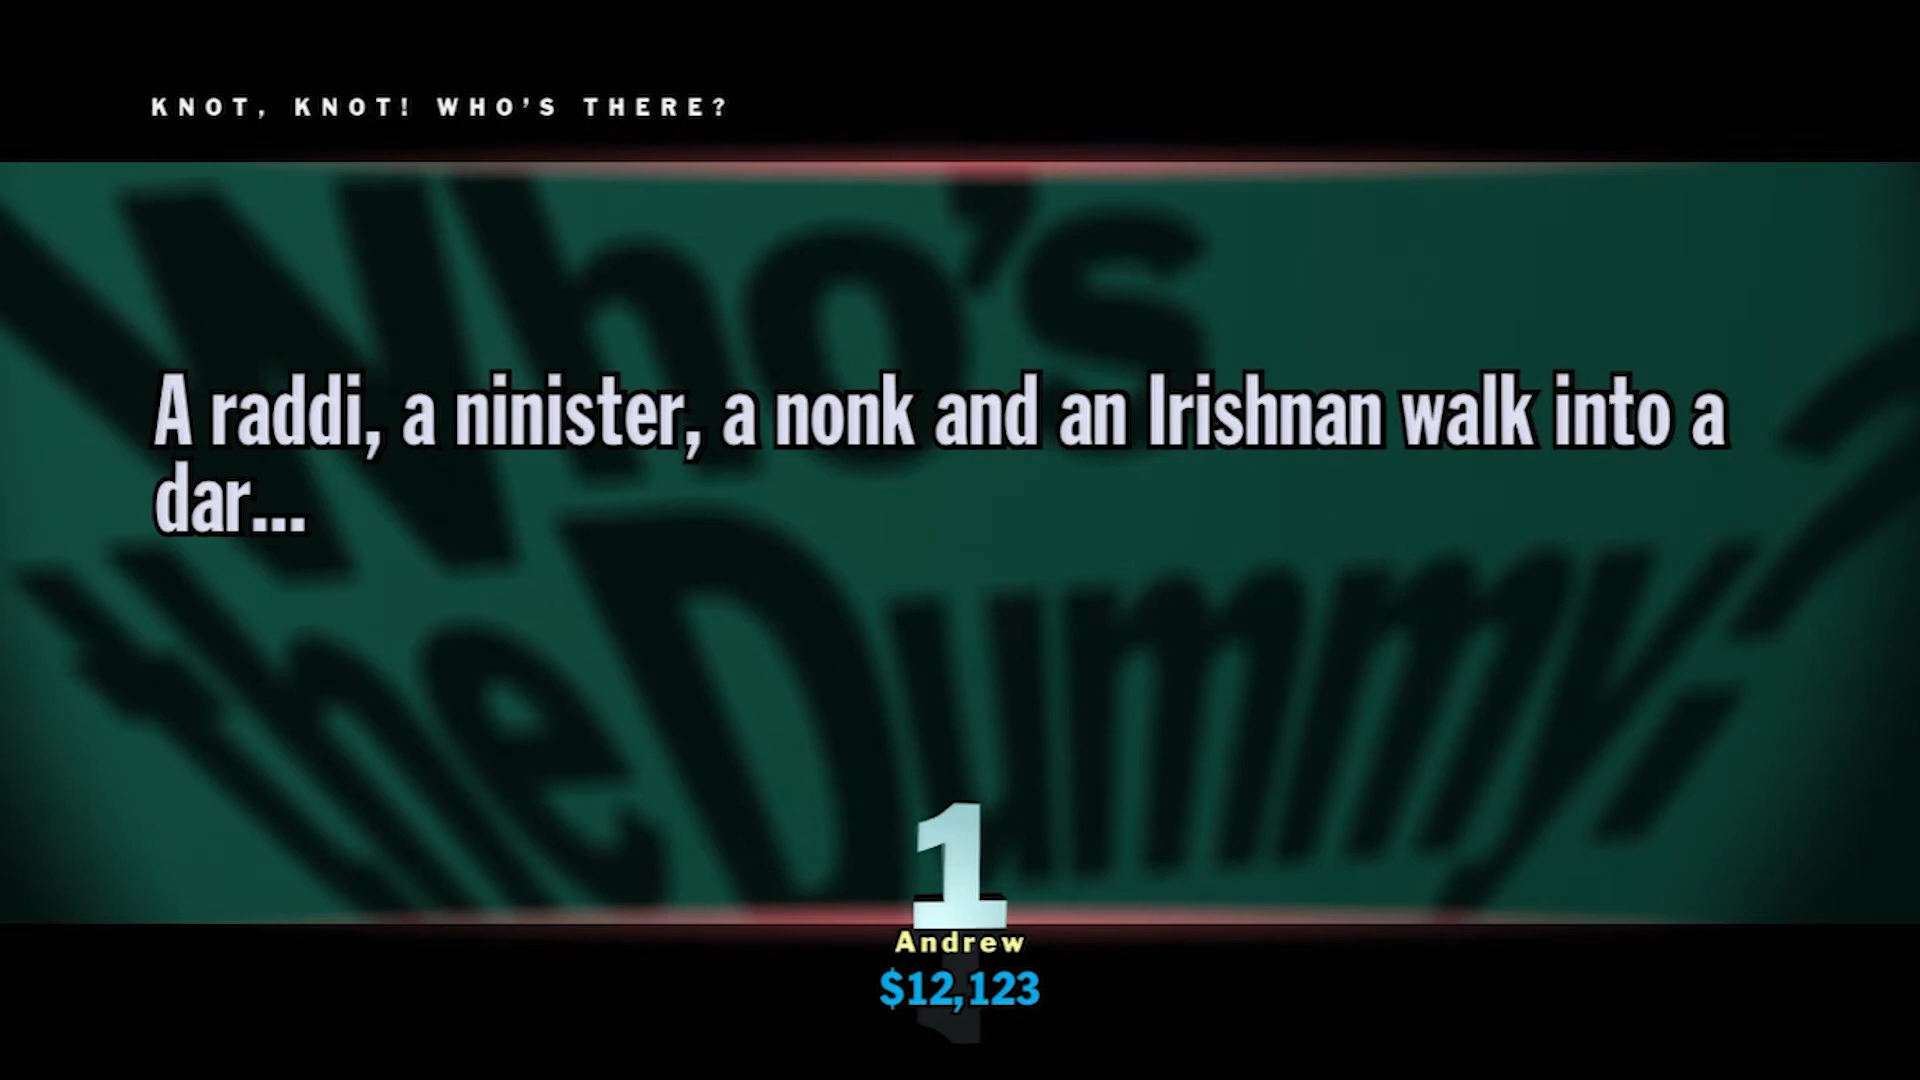 KNOT, KNOT! WHO'S THERE?
Who's
the Dummy?
A raddi, a ninister, a nonk and an Irishnan walk into a
dar...
1
Andrew
$12,123